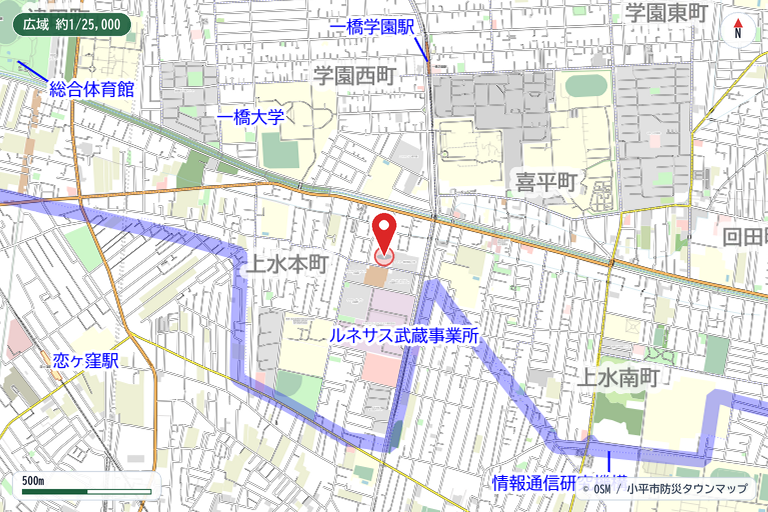 広域 約1/25,000
学園東町
N
一橋学園駅
学園西町
総合体育館
一橋大学
喜平町
回田町
上水本町
ルネサス武蔵事業所
恋ヶ窪駅
上水南町
情報通信研究機構
500m
© OSM / 小平市防災タウンマップ